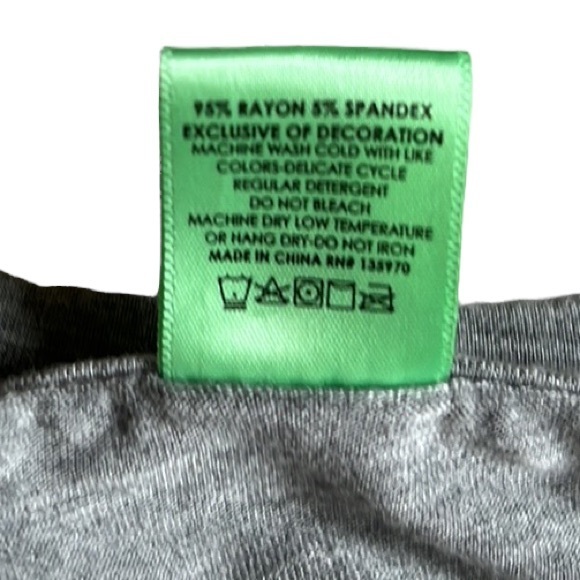 95% RAYON 5% SPANDEX
EXCLUSIVE OF DECORATION
MACHINE WASH COLD WITH LIKE
COLORS-DELICATE CYCLE
REGULAR DETERGENT
DO NOT BLEACH
MACHINE DRY LOW TEMPERATURE
OR HANG DRY-DO NOT IRON
MADE IN CHINA RN# 135970